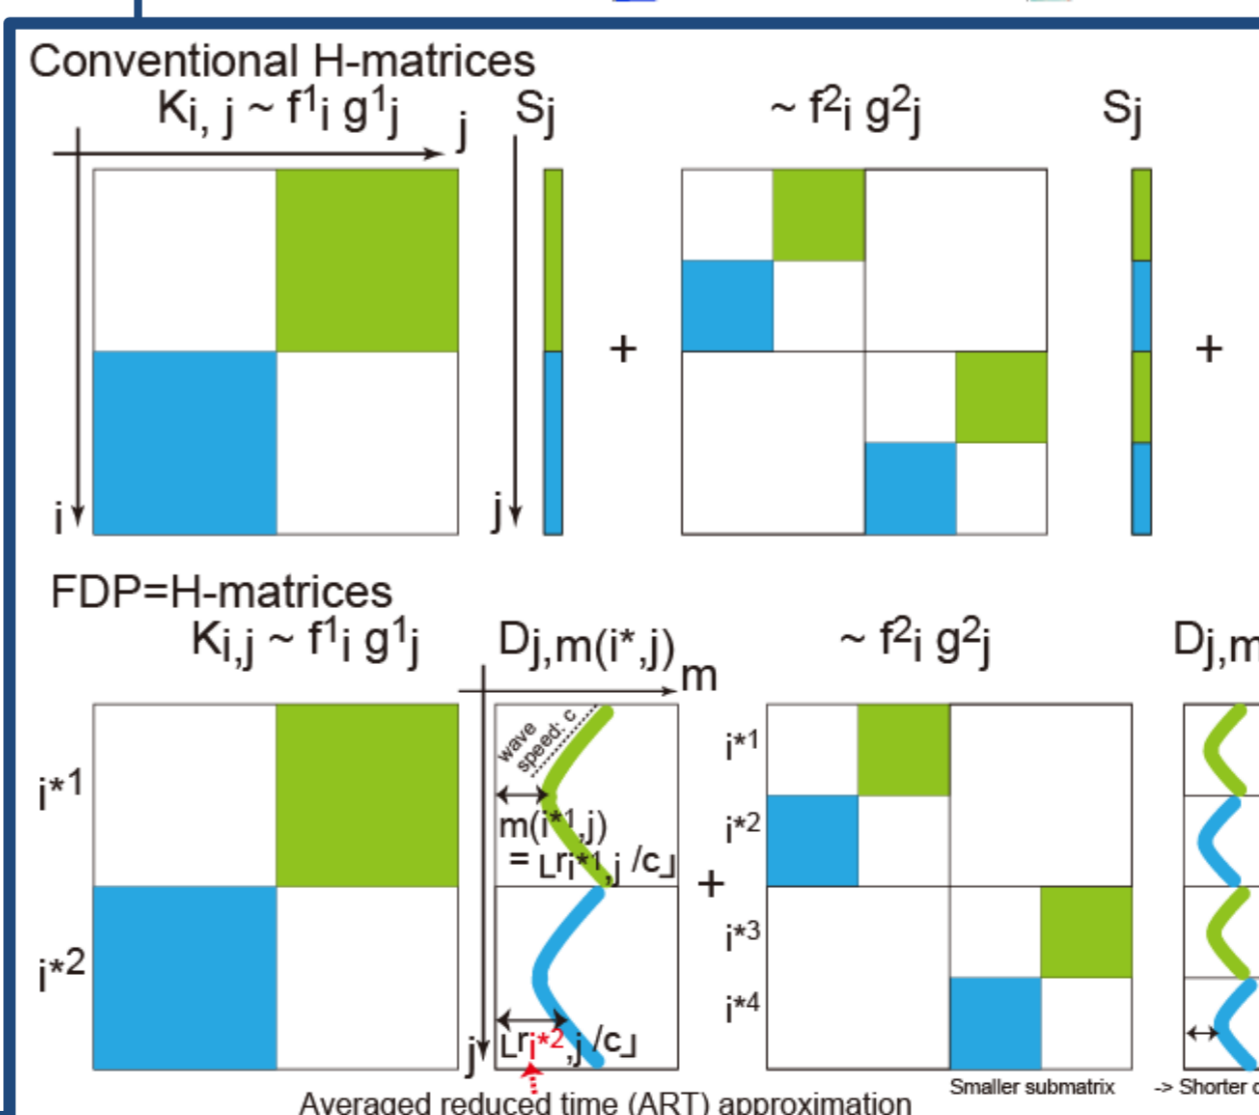 Conventional H-matrices
Ki, j ~ f¹i g¹j
j
Sj
~ f²i g²j
Sj
+
+
i
j
FDP=H-matrices
Ki,j ~ f¹i g¹j
Dj,m(i*,j)
m
~ f²i g²j
Dj,m
wave
speed: c
i*1
m(i*1,j)
= ⌊ri*1,j /c⌋
+
i*1
i*2
i*3
i*4
i*2
⌊ri*2,j /c⌋
j
Smaller submatrix
-> Shorter
Averaged reduced time (ART) approximation